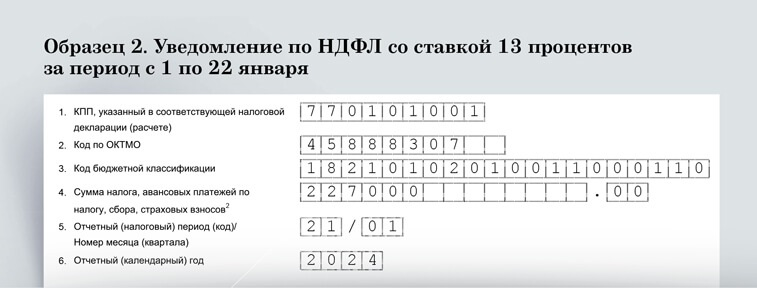 Образец 2. Уведомление по НДФЛ со ставкой 13 процентов
за период с 1 по 22 января
1. КПП, указанный в соответствующей налоговой 770101001
декларации (расчете)
2. Код по ОКТМО 45888307
3. Код бюджетной классификации 18210102010011000110
4. Сумма налога, авансовых платежей по 227000.00
налогу, сбора, страховых взносов2
5. Отчетный (налоговый) период (код)/ 21/01
Номер месяца (квартала)
6. Отчетный (календарный) год 2024